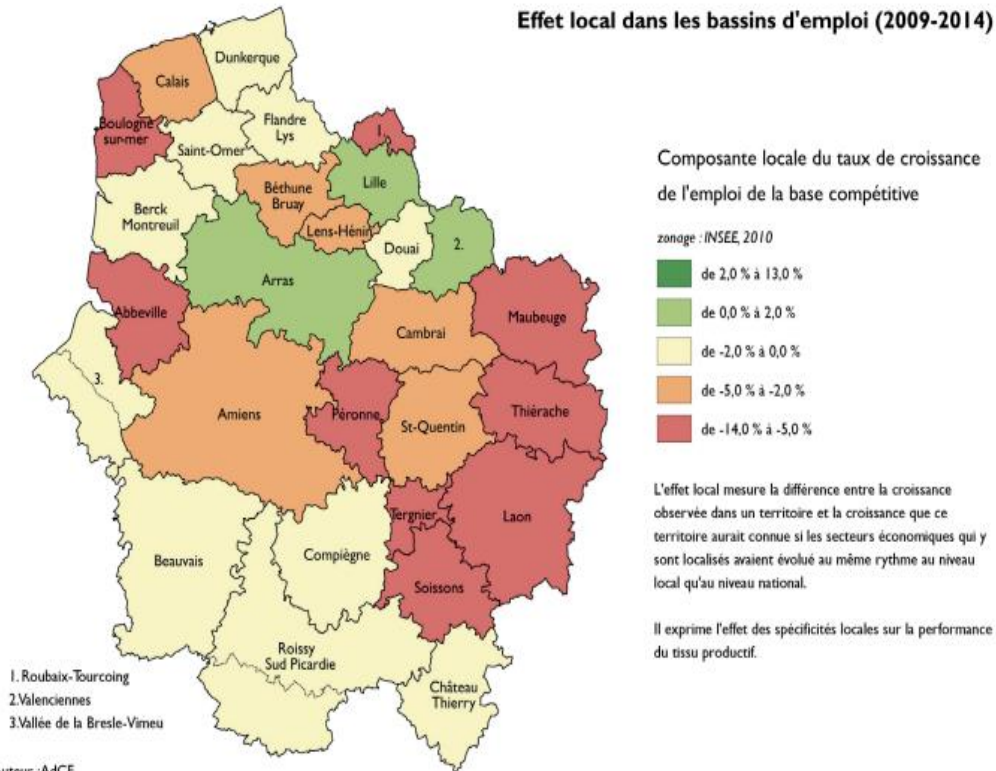 Effet local dans les bassins d'emploi (2009-2014)
Dunkerque
Calais
Boulogne
sur-mer
Flandre
Lys
1.
Saint-Omer
Lille
Béthune
Bruay
Berck
Montreuil
Lens-Hénin
Douai
2.
Arras
Abbeville
Cambrai
Maubeuge
3.
Amiens
Péronne
St-Quentin
Thiérache
Tergnier
Laon
Beauvais
Compiègne
Soissons
Roissy
Sud Picardie
Château
Thierry
Composante locale du taux de croissance
de l'emploi de la base compétitive
zonage : INSEE, 2010
de 2,0 % à 13,0 %
de 0,0 % à 2,0 %
de -2,0 % à 0,0 %
de -5,0 % à -2,0 %
de -14,0 % à -5,0 %
L'effet local mesure la différence entre la croissance
observée dans un territoire et la croissance que ce
territoire aurait connue si les secteurs économiques qui y
sont localisés avaient évolué au même rythme au niveau
local qu'au niveau national.
Il exprime l'effet des spécificités locales sur la performance
du tissu productif.
1. Roubaix-Tourcoing
2.Valenciennes
3.Vallée de la Bresle-Vimeu